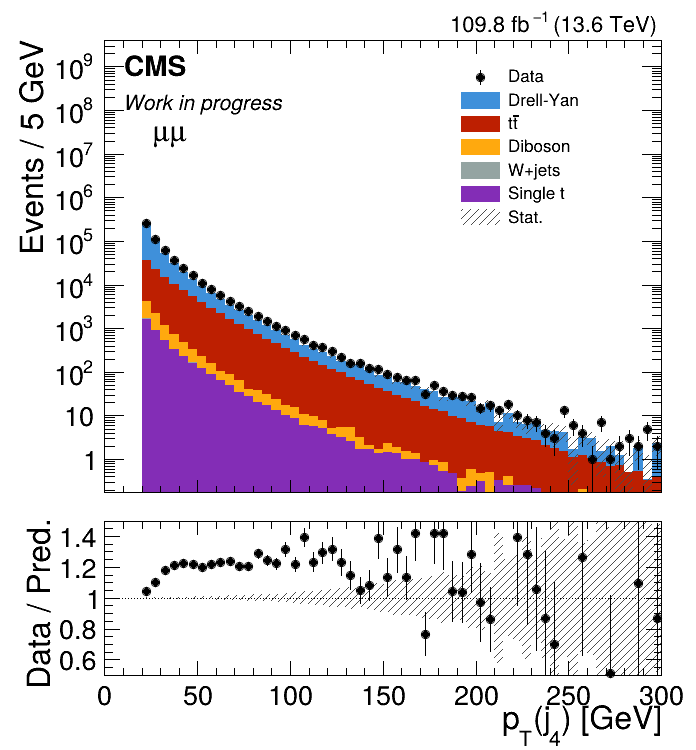 109.8 fb⁻¹ (13.6 TeV)
CMS
Work in progress
μμ
Data
Drell-Yan
tt̄
Diboson
W+jets
Single t
Stat.
Events / 5 GeV
10⁹
10⁸
10⁷
10⁶
10⁵
10⁴
10³
10²
10
1
Data / Pred.
1.4
1.2
1
0.8
0.6
0 50 100 150 200 250 300
p_T(j_4) [GeV]